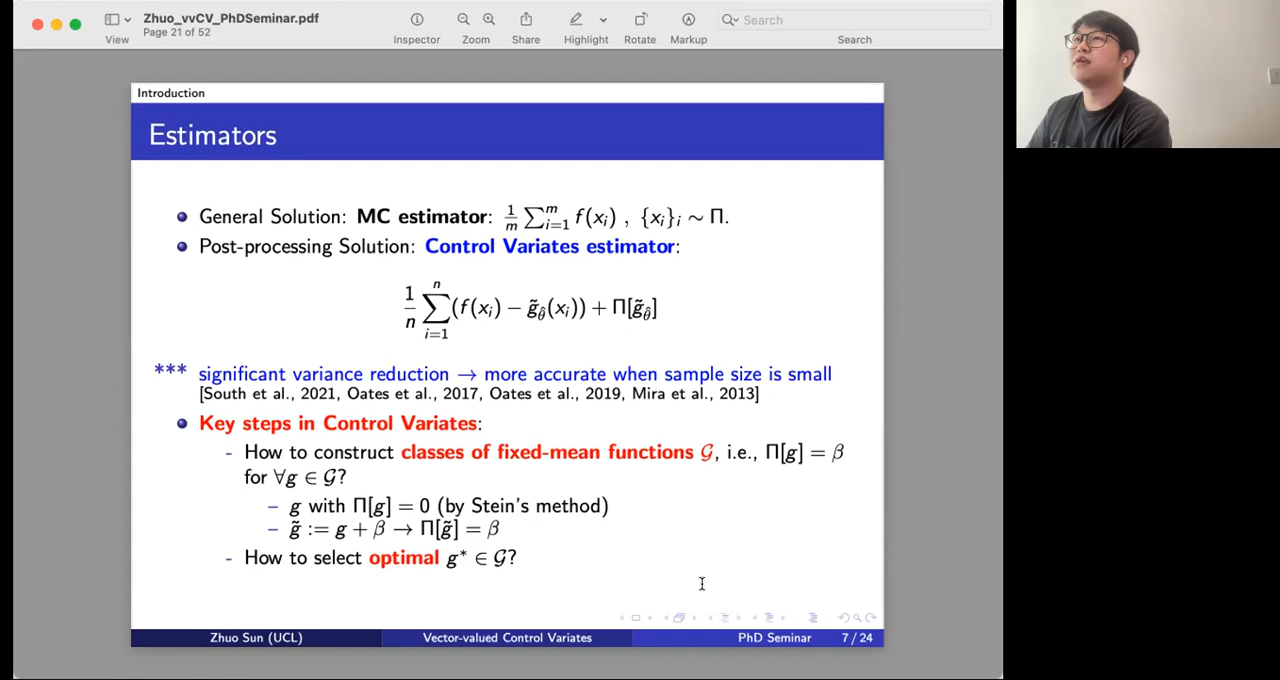 Zhuo_vvCV_PhDSeminar.pdf
Page 21 of 52
View
Inspector
Zoom
Share
Highlight
Rotate
Markup
Search
Search
Introduction
Estimators
General Solution: MC estimator: 1/m ∑_{i=1}^{m} f(x_i) , {x_i}_i ∼ Π.
Post-processing Solution: Control Variates estimator:
1/n ∑_{i=1}^{n} (f(x_i) − g̃_θ̂(x_i)) + Π[g̃_θ̂]
*** significant variance reduction → more accurate when sample size is small
[South et al., 2021, Oates et al., 2017, Oates et al., 2019, Mira et al., 2013]
Key steps in Control Variates:
- How to construct classes of fixed-mean functions 𝒢, i.e., Π[g] = β
for ∀g ∈ 𝒢?
– g with Π[g] = 0 (by Stein's method)
– g̃ := g + β → Π[g̃] = β
- How to select optimal g* ∈ 𝒢?
Zhuo Sun (UCL)
Vector-valued Control Variates
PhD Seminar
7 / 24